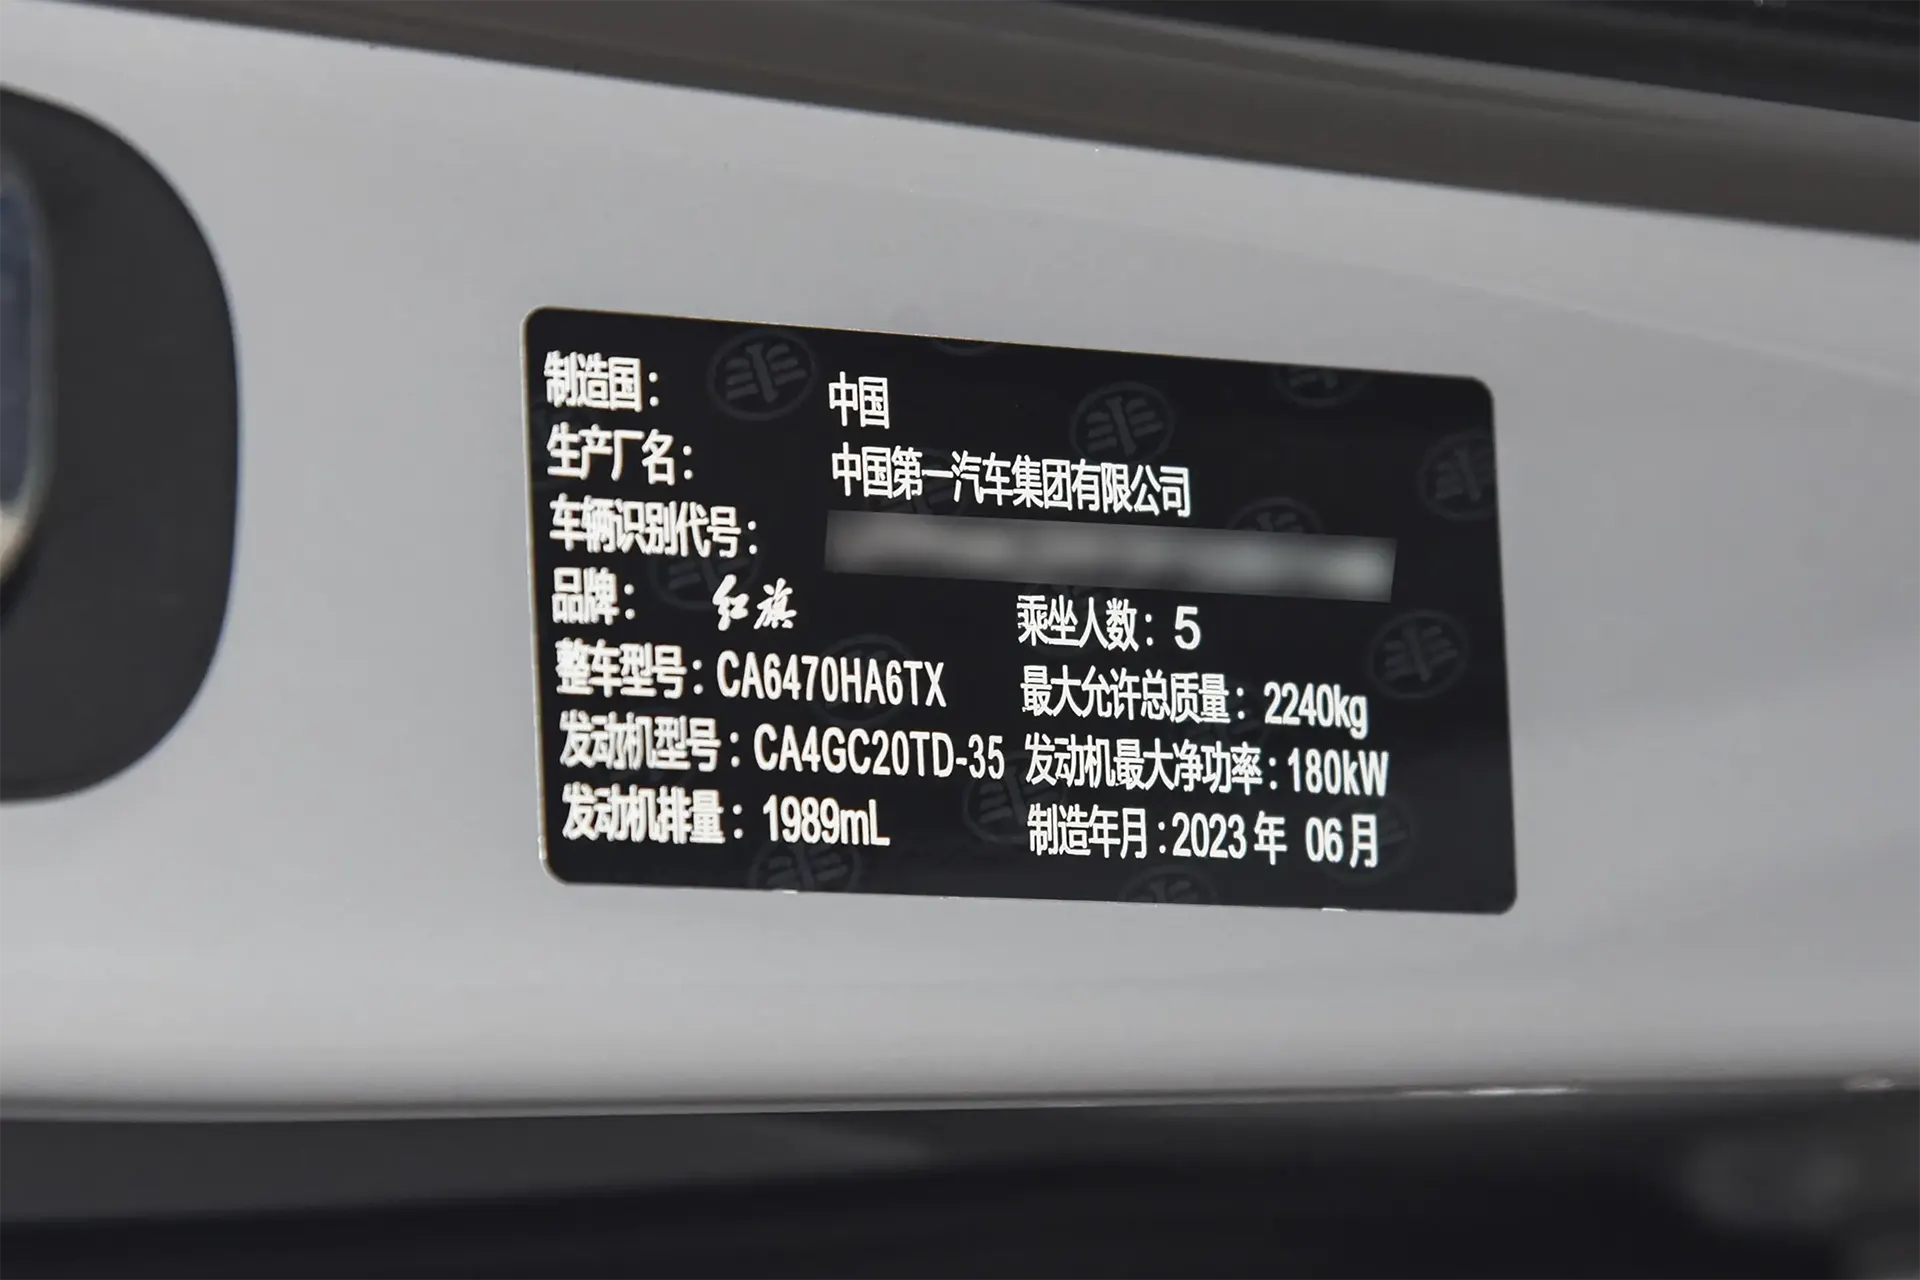 制造国： 中国
生产厂名： 中国第一汽车集团有限公司
车辆识别代号：
品牌： 红旗 乘坐人数：5
整车型号：CA6470HA6TX 最大允许总质量：2240kg
发动机型号：CA4GC20TD-35 发动机最大净功率：180kW
发动机排量：1989mL 制造年月：2023年 06月